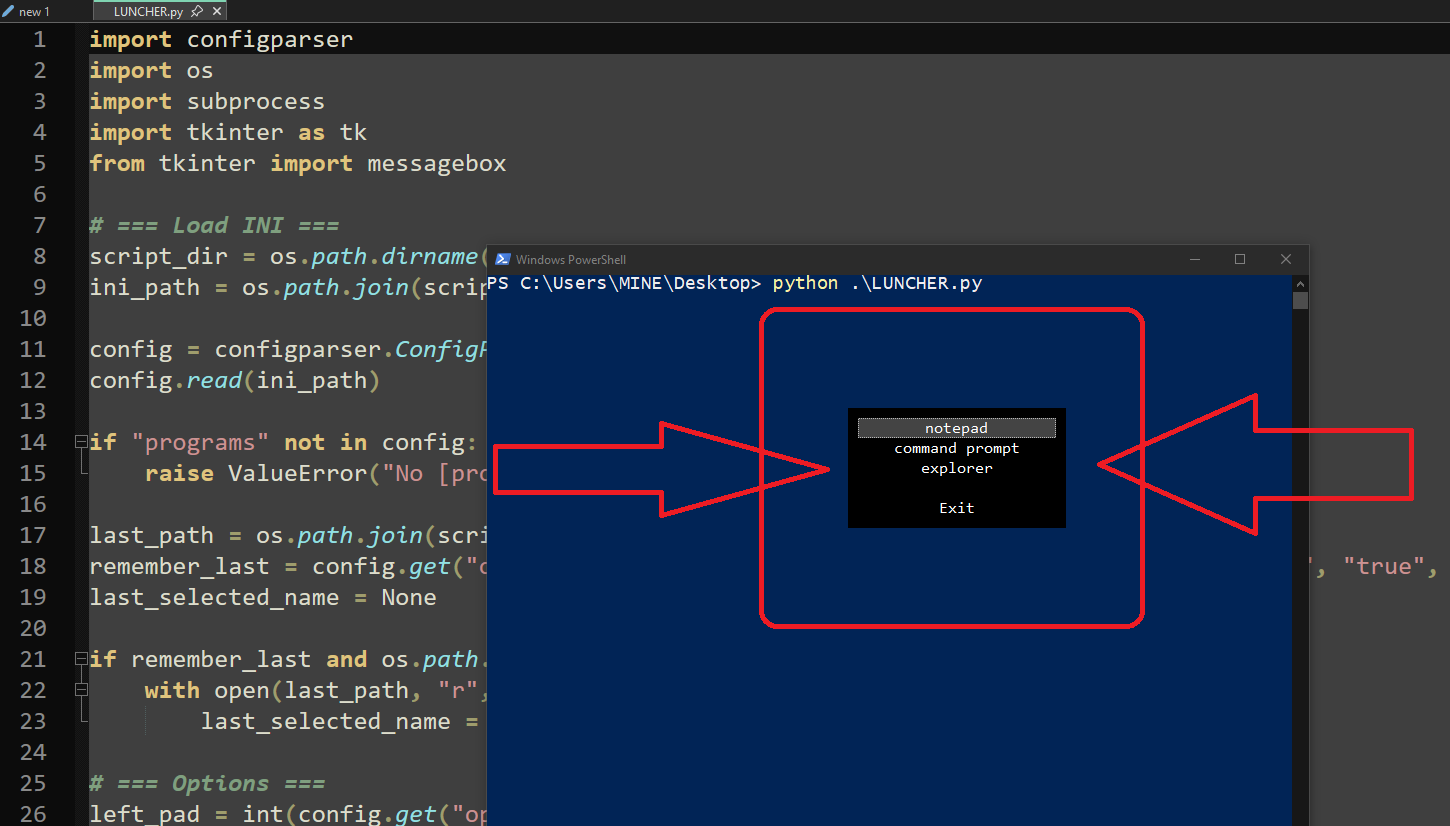 new 1
LUNCHER.py
1 import configparser
2 import os
3 import subprocess
4 import tkinter as tk
5 from tkinter import messagebox
6
7 # === Load INI ===
8 script_dir = os.path.dirname(
9 ini_path = os.path.join(scrip
10
11 config = configparser.ConfigP
12 config.read(ini_path)
13
14 if "programs" not in config:
15 raise ValueError("No [pro
16
17 last_path = os.path.join(scri
18 remember_last = config.get("o ", "true",
19 last_selected_name = None
20
21 if remember_last and os.path.
22 with open(last_path, "r",
23 last_selected_name =
24
25 # === Options ===
26 left_pad = int(config.get("op
Windows PowerShell
PS C:\Users\MINE\Desktop> python .\LUNCHER.py
notepad
command prompt
explorer
Exit